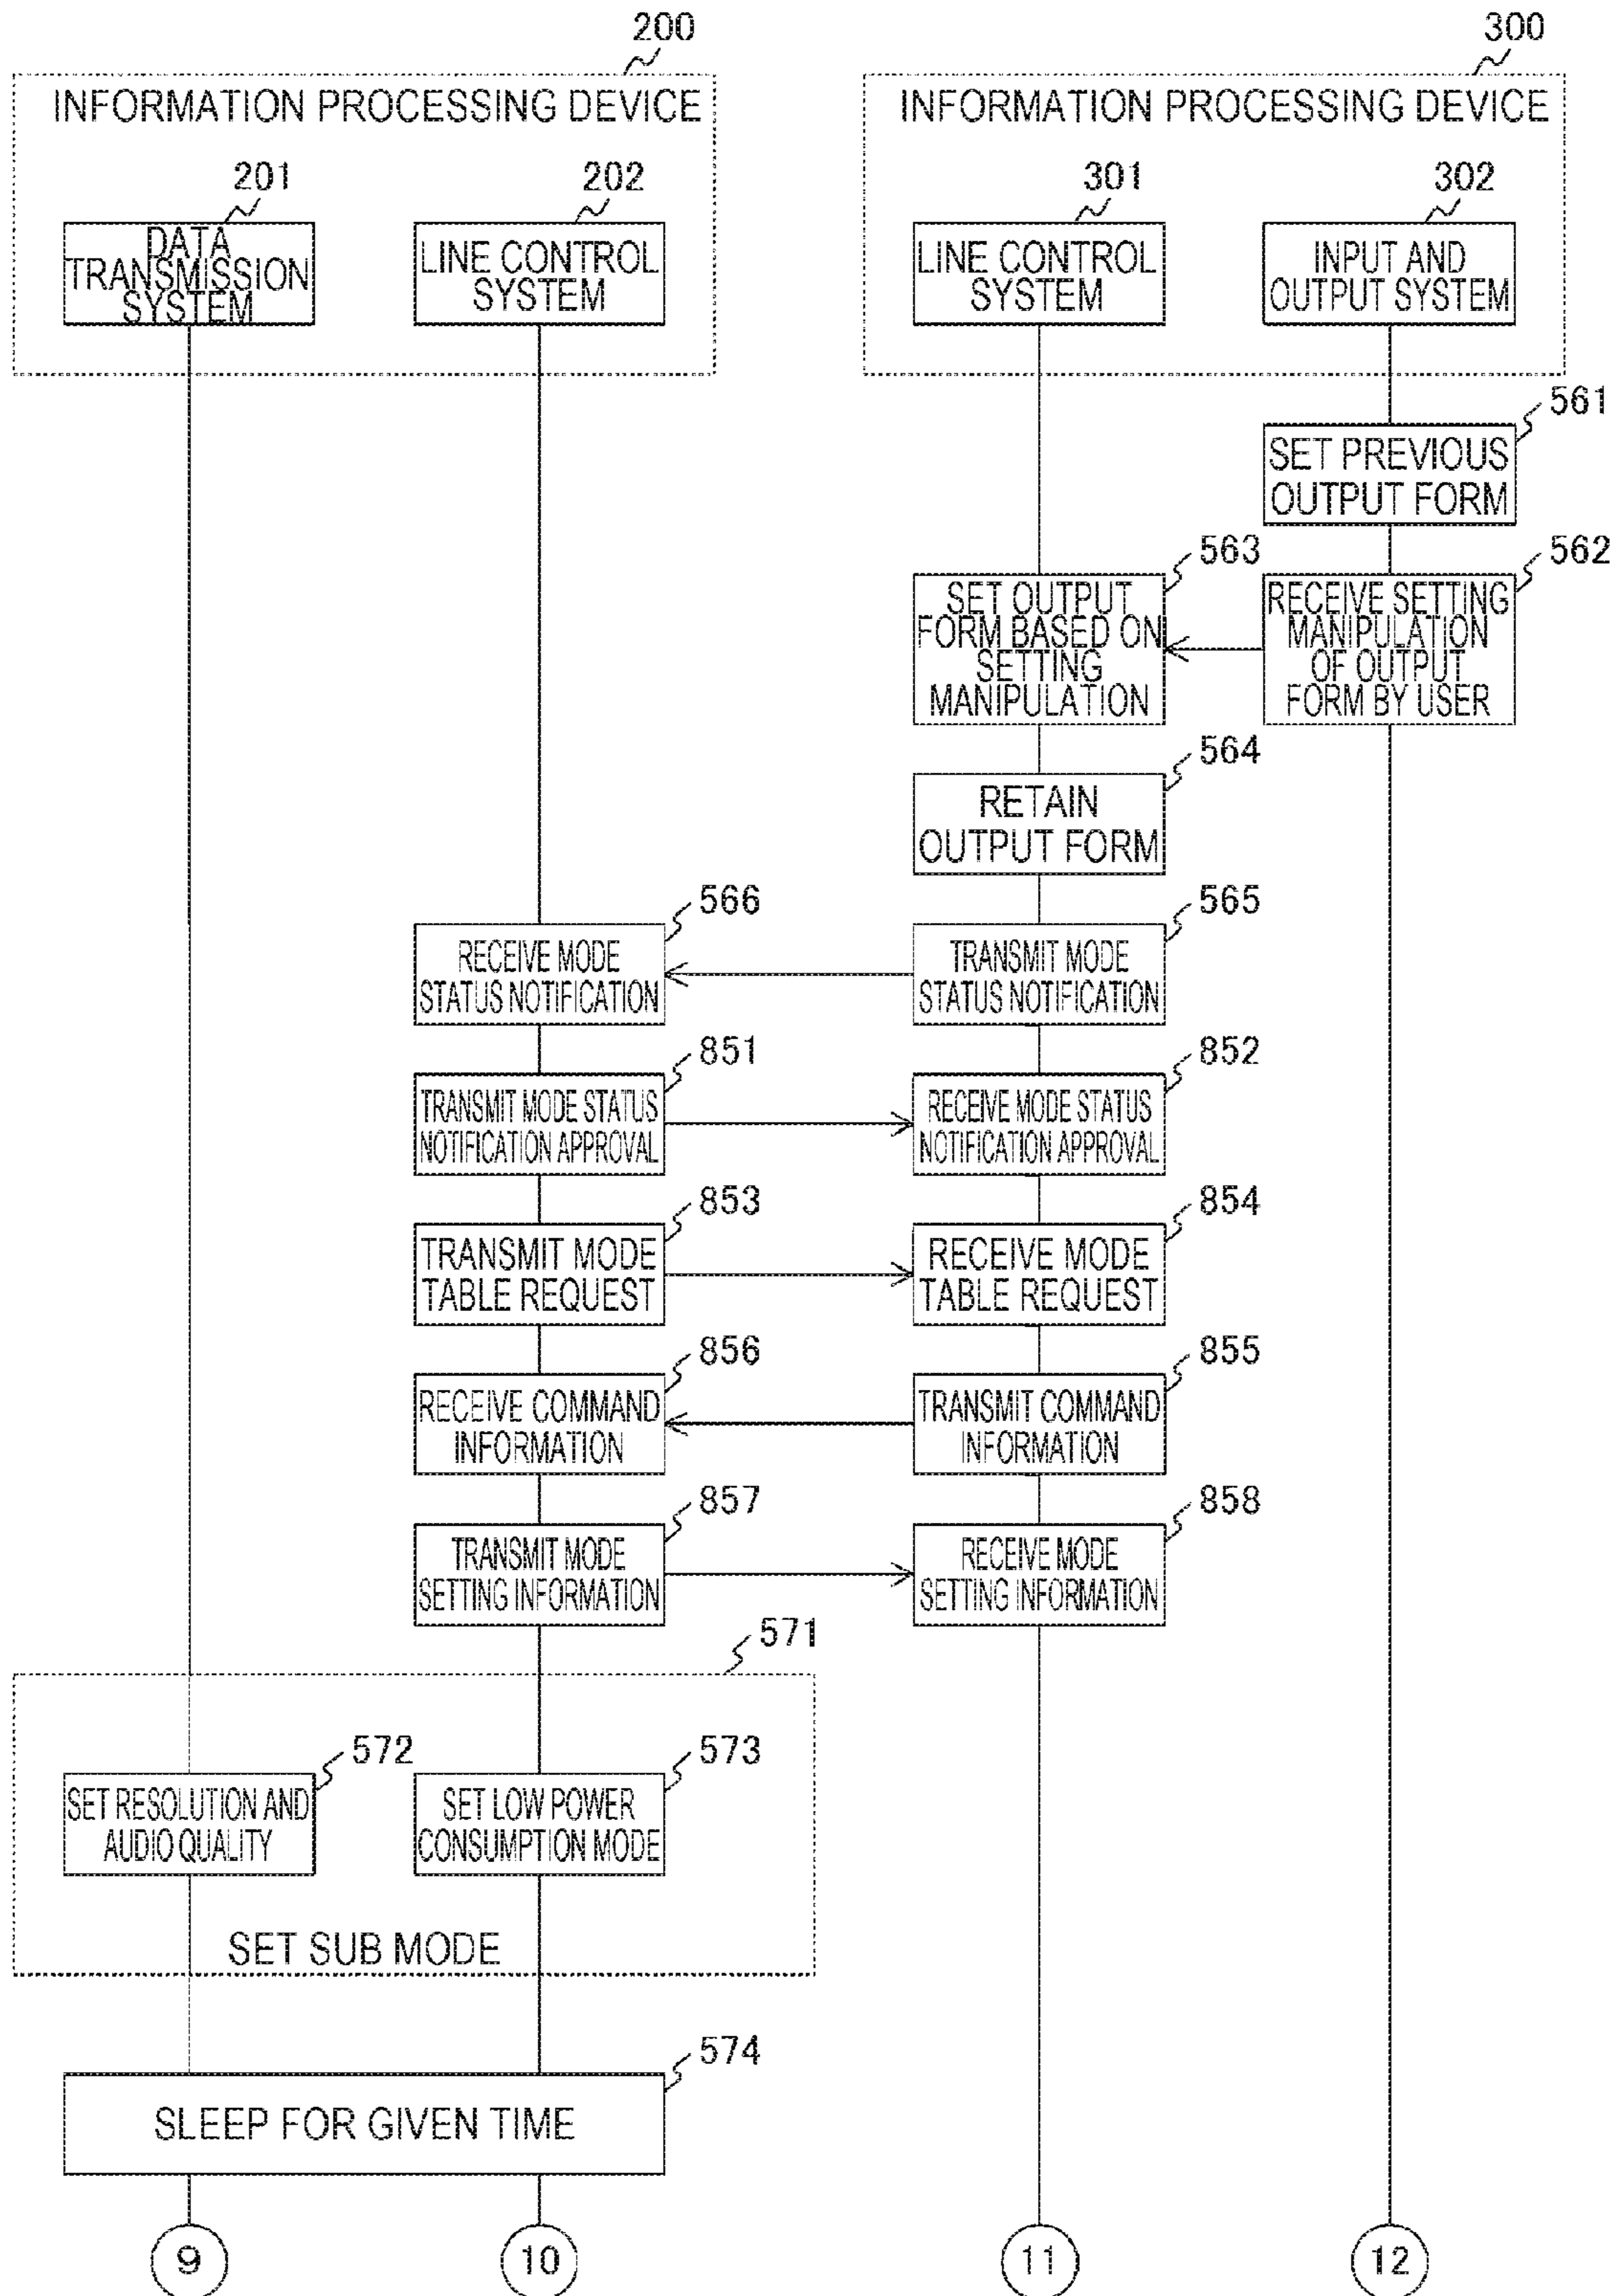 200
300
INFORMATION PROCESSING DEVICE
INFORMATION PROCESSING DEVICE
201
202
301
302
DATA
TRANSMISSION
SYSTEM
LINE CONTROL
SYSTEM
LINE CONTROL
SYSTEM
INPUT AND
OUTPUT SYSTEM
561
SET PREVIOUS
OUTPUT FORM
563
562
SET OUTPUT
FORM BASED ON
SETTING
MANIPULATION
RECEIVE SETTING
MANIPULATION
OF OUTPUT
FORM BY USER
564
RETAIN
OUTPUT FORM
566
565
RECEIVE MODE
STATUS NOTIFICATION
TRANSMIT MODE
STATUS NOTIFICATION
851
852
TRANSMIT MODE STATUS
NOTIFICATION APPROVAL
RECEIVE MODE STATUS
NOTIFICATION APPROVAL
853
854
TRANSMIT MODE
TABLE REQUEST
RECEIVE MODE
TABLE REQUEST
856
855
RECEIVE COMMAND
INFORMATION
TRANSMIT COMMAND
INFORMATION
857
858
TRANSMIT MODE
SETTING INFORMATION
RECEIVE MODE
SETTING INFORMATION
571
572
573
SET RESOLUTION AND
AUDIO QUALITY
SET LOW POWER
CONSUMPTION MODE
SET SUB MODE
574
SLEEP FOR GIVEN TIME
9
10
11
12